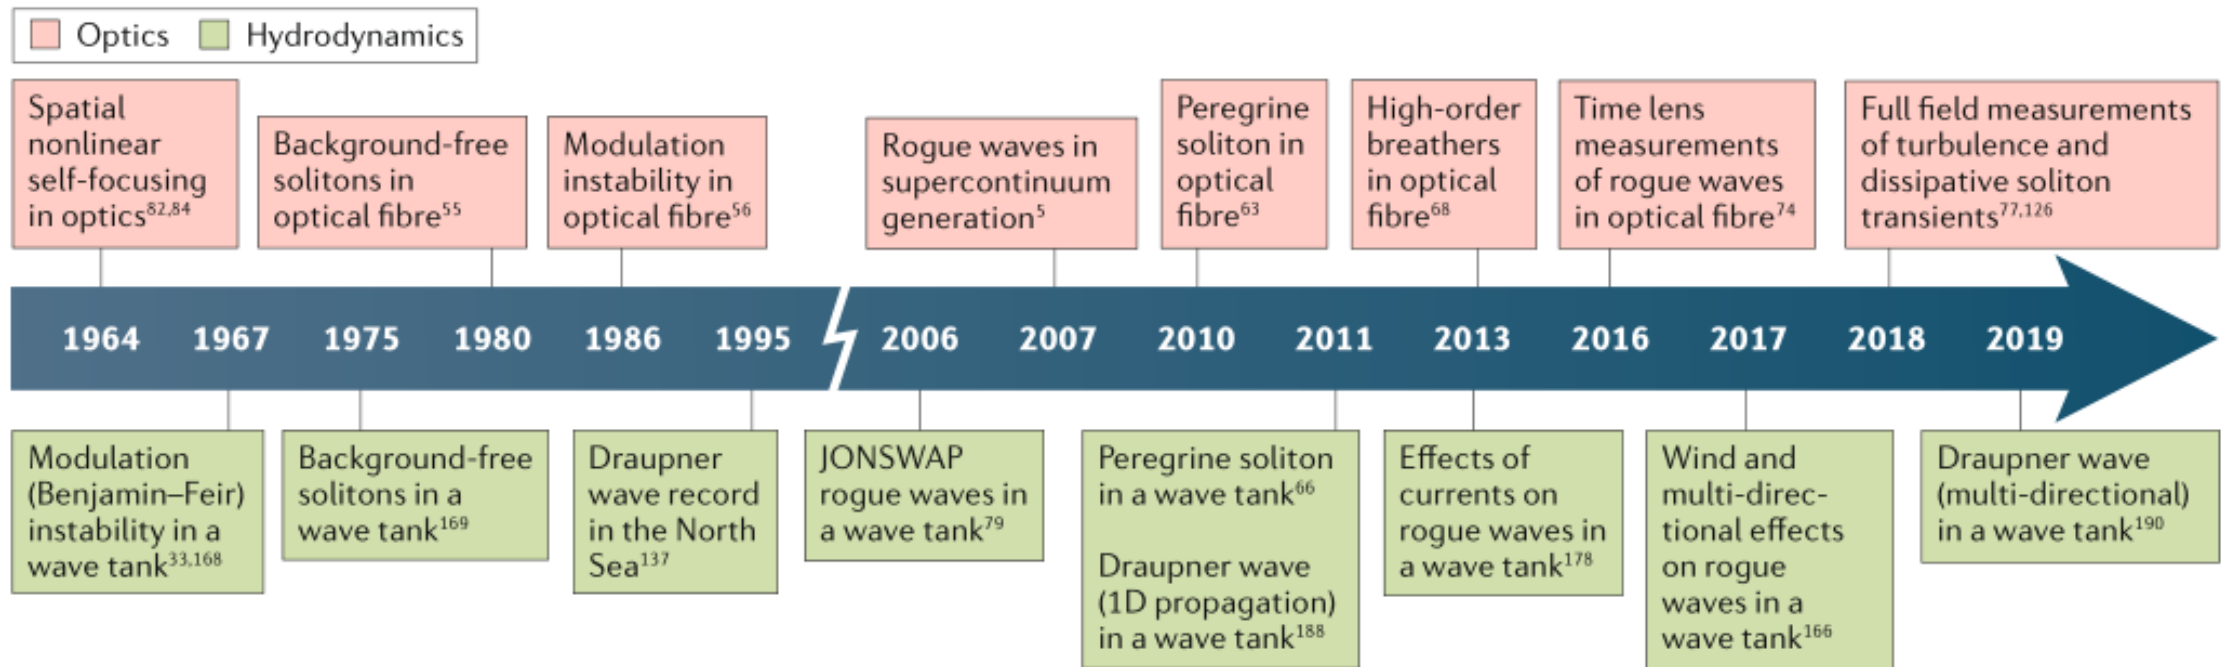 Optics
Hydrodynamics
Spatial
nonlinear
self-focusing
in optics82,84
Background-free
solitons in
optical fibre55
Modulation
instability in
optical fibre56
Rogue waves in
supercontinuum
generation5
Peregrine
soliton in
optical
fibre63
High-order
breathers
in optical
fibre68
Time lens
measurements
of rogue waves
in optical fibre74
Full field measurements
of turbulence and
dissipative soliton
transients77,126
1964 1967 1975 1980 1986 1995 2006 2007 2010 2011 2013 2016 2017 2018 2019
Modulation
(Benjamin–Feir)
instability in a
wave tank33,168
Background-free
solitons in a
wave tank169
Draupner
wave record
in the North
Sea137
JONSWAP
rogue waves in
a wave tank79
Peregrine soliton
in a wave tank66
Draupner wave
(1D propagation)
in a wave tank188
Effects of
currents on
rogue waves in
a wave tank178
Wind and
multi-direc-
tional effects
on rogue
waves in a
wave tank166
Draupner wave
(multi-directional)
in a wave tank190